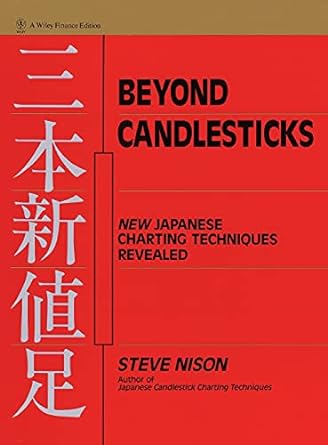 A Wiley Finance Edition
三本新値足
BEYOND
CANDLESTICKS
NEW JAPANESE
CHARTING TECHNIQUES
REVEALED
STEVE NISON
Author of
Japanese Candlestick Charting Techniques